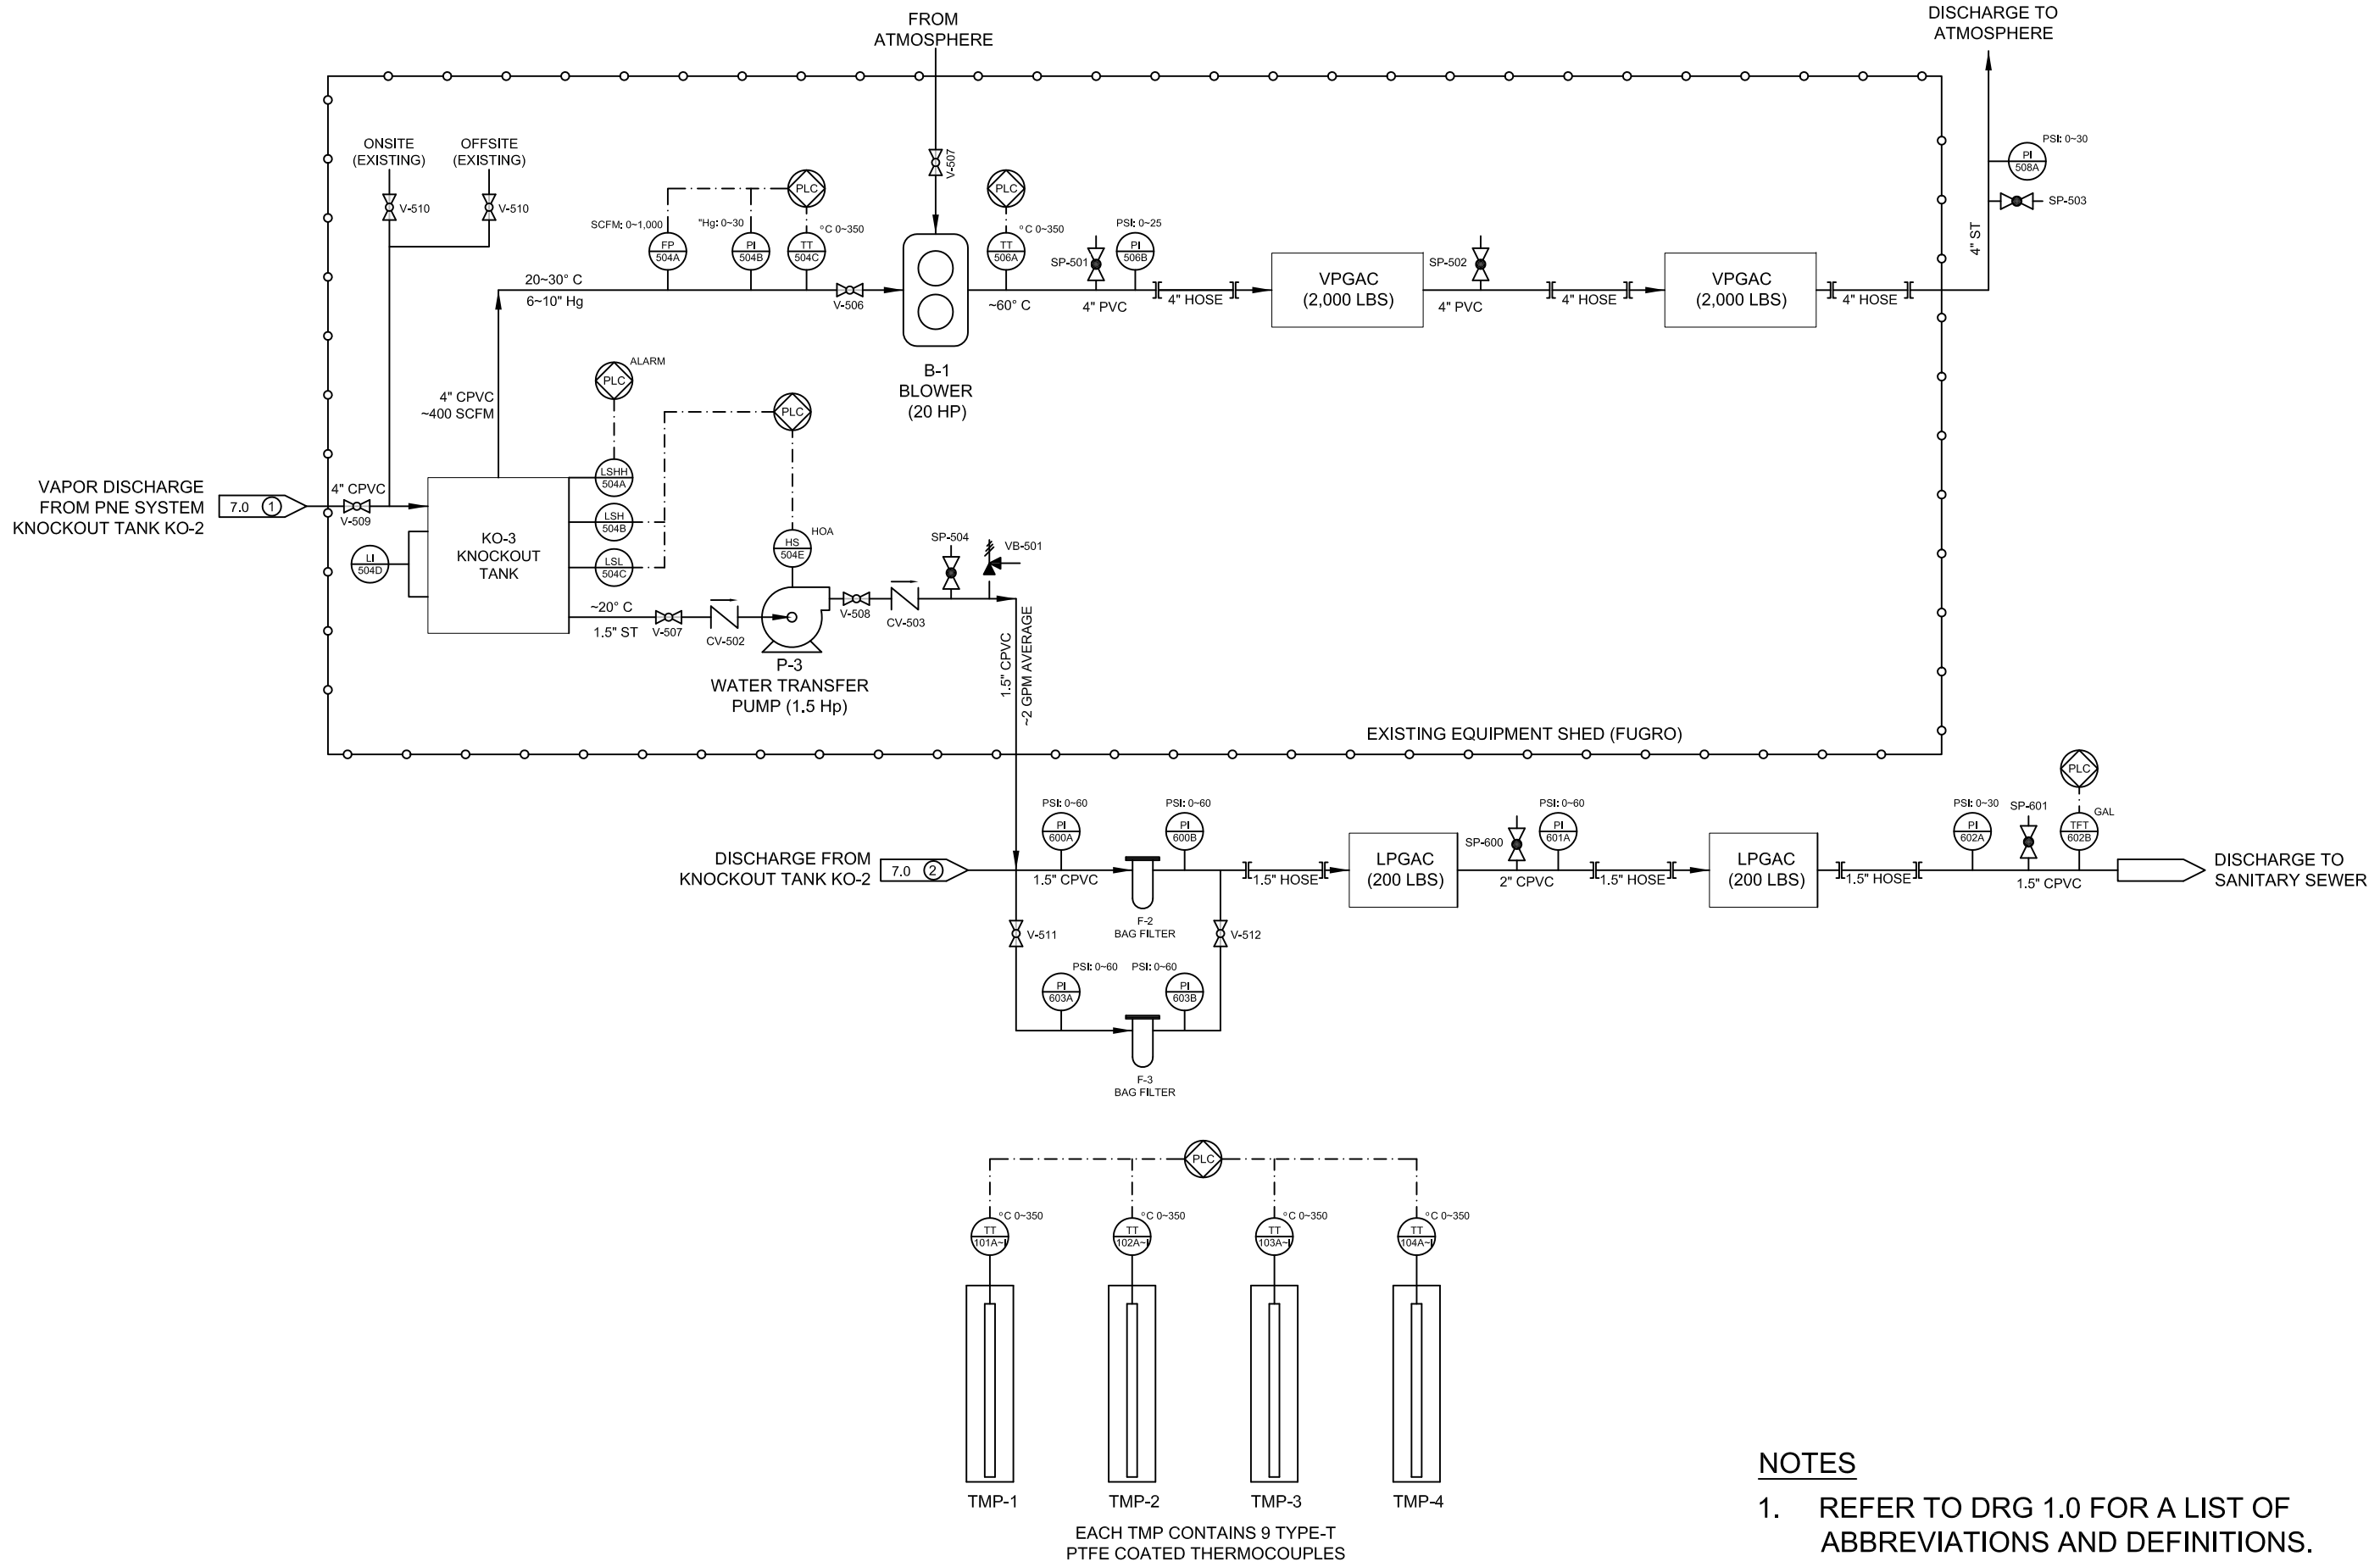 FROM
ATMOSPHERE
DISCHARGE TO
ATMOSPHERE
ONSITE
(EXISTING)
OFFSITE
(EXISTING)
V-510
V-510
V-507
PSI: 0~30
PI
508A
SP-503
4" ST
SCFM: 0~1,000
FP
504A
"Hg: 0~30
PI
504B
PLC
°C 0~350
TT
504C
PLC
°C 0~350
TT
506A
SP-501
PSI: 0~25
PI
506B
SP-502
20~30° C
6~10" Hg
V-506
~60° C
4" PVC
4" HOSE
VPGAC
(2,000 LBS)
4" PVC
4" HOSE
VPGAC
(2,000 LBS)
4" HOSE
B-1
BLOWER
(20 HP)
4" CPVC
~400 SCFM
PLC
ALARM
PLC
LSHH
504A
LSH
504B
LSL
504C
VAPOR DISCHARGE
FROM PNE SYSTEM
KNOCKOUT TANK KO-2
7.0 1
4" CPVC
V-509
LI
504D
KO-3
KNOCKOUT
TANK
HS
504E
HOA
SP-504
VB-501
~20° C
1.5" ST
V-507
CV-502
V-508
CV-503
P-3
WATER TRANSFER
PUMP (1.5 Hp)
1.5" CPVC
~2 GPM AVERAGE
EXISTING EQUIPMENT SHED (FUGRO)
DISCHARGE FROM
KNOCKOUT TANK KO-2
7.0 2
PSI: 0~60
PI
600A
1.5" CPVC
PSI: 0~60
PI
600B
F-2
BAG FILTER
1.5" HOSE
LPGAC
(200 LBS)
SP-600
PSI: 0~60
PI
601A
2" CPVC
1.5" HOSE
LPGAC
(200 LBS)
1.5" HOSE
PSI: 0~30
PI
602A
SP-601
PLC
TFT
602B
GAL
1.5" CPVC
DISCHARGE TO
SANITARY SEWER
V-511
V-512
PSI: 0~60
PI
603A
PSI: 0~60
PI
603B
F-3
BAG FILTER
PLC
°C 0~350
TT
101A~I
°C 0~350
TT
102A~I
°C 0~350
TT
103A~I
°C 0~350
TT
104A~I
TMP-1
TMP-2
TMP-3
TMP-4
EACH TMP CONTAINS 9 TYPE-T
PTFE COATED THERMOCOUPLES
NOTES
1. REFER TO DRG 1.0 FOR A LIST OF
ABBREVIATIONS AND DEFINITIONS.